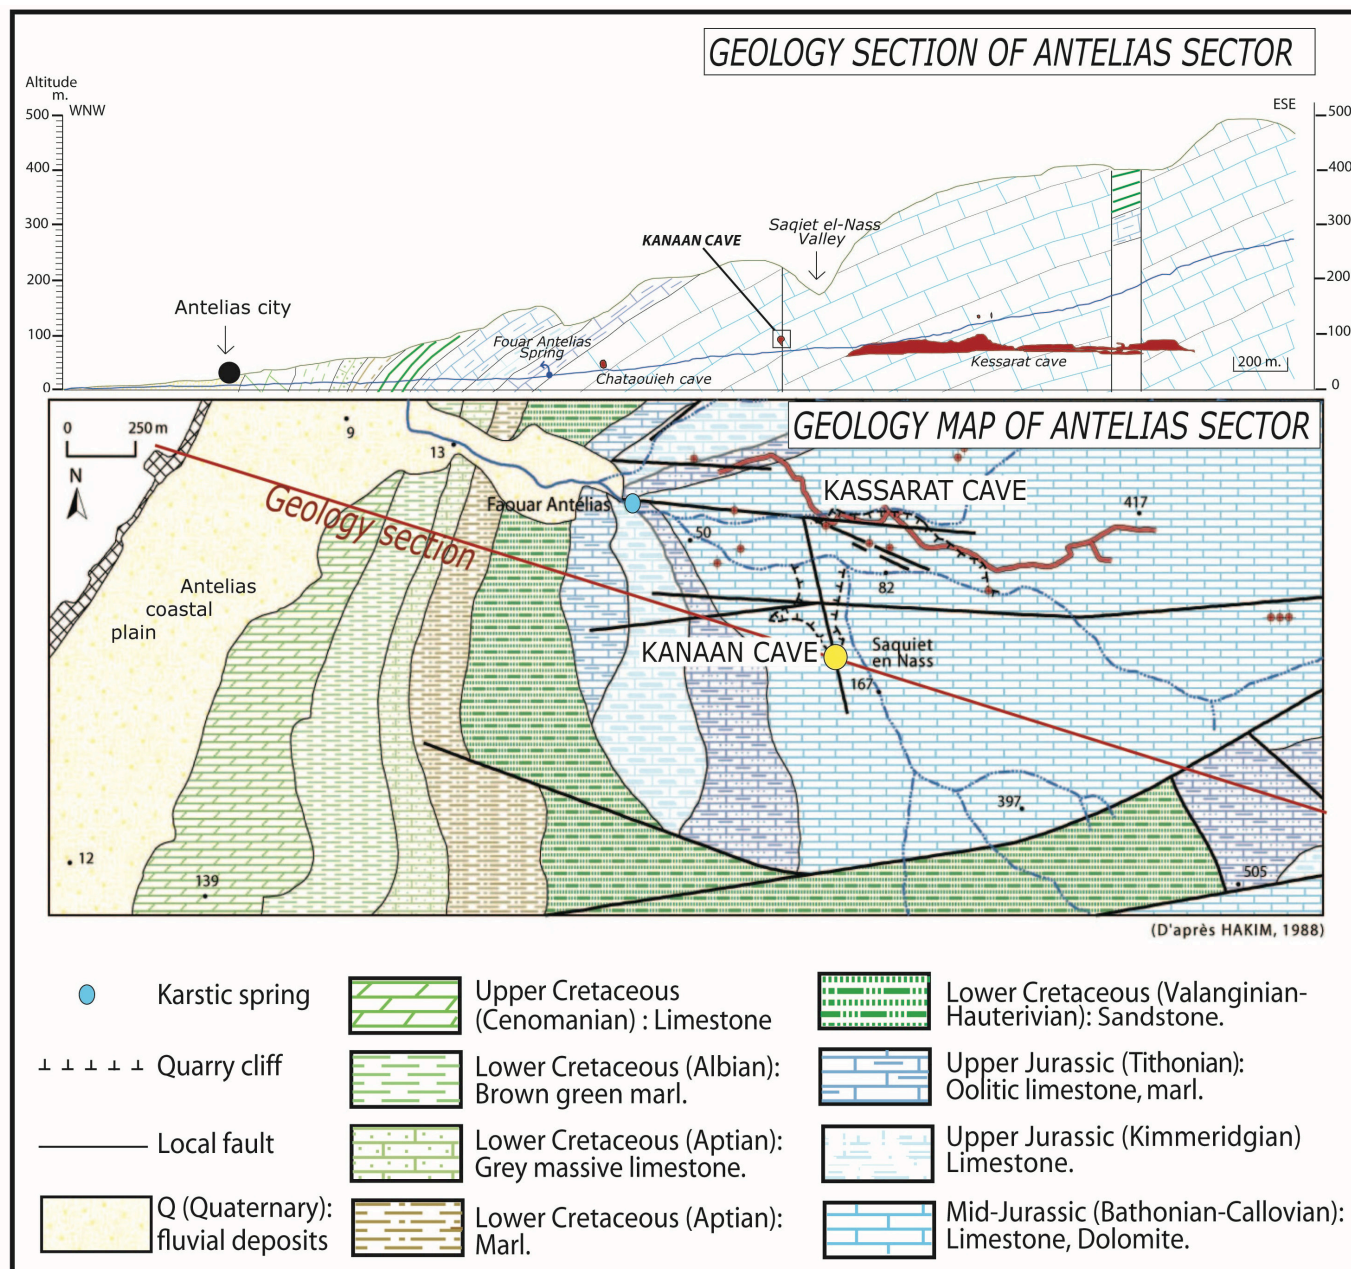 GEOLOGY SECTION OF ANTELIAS SECTOR
Altitude
m.
WNW
ESE
500
400
300
200
100
0
500
400
300
200
100
0
Antelias city
Fouar Antelias
Spring
Chataouieh cave
KANAAN CAVE
Saqiet el-Nass
Valley
Kessarat cave
200 m.
GEOLOGY MAP OF ANTELIAS SECTOR
0 250 m
N
9
13
Geology section
Faouar Antélias
KASSARAT CAVE
417
50
82
Antelias
coastal
plain
KANAAN CAVE
Saquiet
en Nass
167
397
12
139
505
(D'après HAKIM, 1988)
Karstic spring
Quarry cliff
Local fault
Q (Quaternary):
fluvial deposits
Upper Cretaceous
(Cenomanian) : Limestone
Lower Cretaceous (Albian):
Brown green marl.
Lower Cretaceous (Aptian):
Grey massive limestone.
Lower Cretaceous (Aptian):
Marl.
Lower Cretaceous (Valanginian-
Hauterivian): Sandstone.
Upper Jurassic (Tithonian):
Oolitic limestone, marl.
Upper Jurassic (Kimmeridgian)
Limestone.
Mid-Jurassic (Bathonian-Callovian):
Limestone, Dolomite.